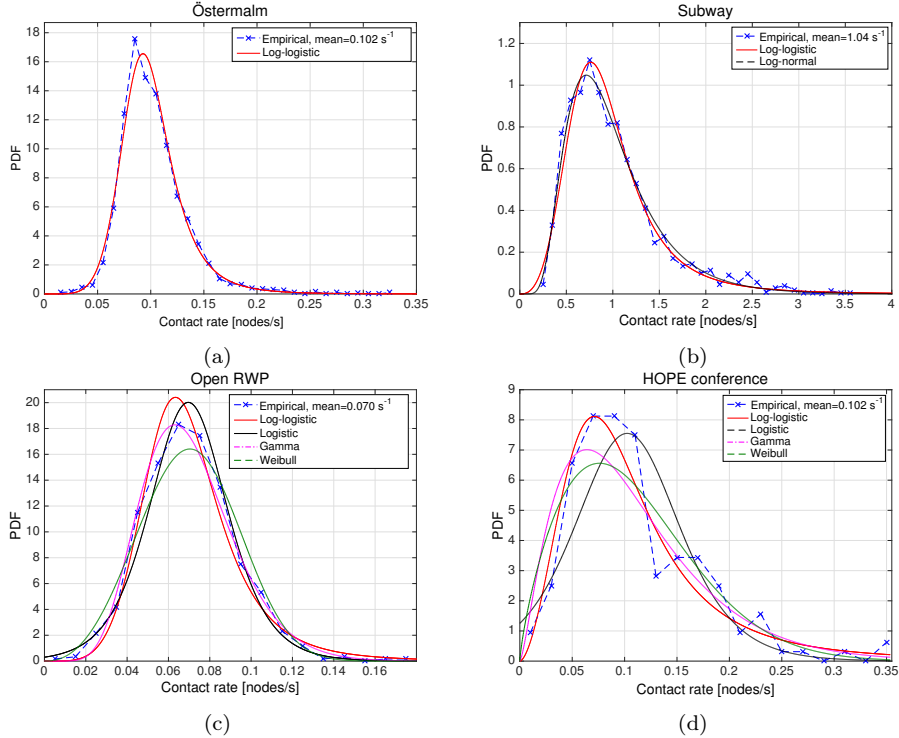 Östermalm
18
16
14
12
10
8
6
4
2
0
PDF
Empirical, mean=0.102 s⁻¹
Log-logistic
0 0.05 0.1 0.15 0.2 0.25 0.3 0.35
Contact rate [nodes/s]
(a)
Subway
1.2
1
0.8
0.6
0.4
0.2
0
PDF
Empirical, mean=1.04 s⁻¹
Log-logistic
Log-normal
0 0.5 1 1.5 2 2.5 3 3.5 4
Contact rate [nodes/s]
(b)
Open RWP
20
18
16
14
12
10
8
6
4
2
0
PDF
Empirical, mean=0.070 s⁻¹
Log-logistic
Logistic
Gamma
Weibull
0 0.02 0.04 0.06 0.08 0.1 0.12 0.14 0.16
Contact rate [nodes/s]
(c)
HOPE conference
9
8
7
6
5
4
3
2
1
0
PDF
Empirical, mean=0.102 s⁻¹
Log-logistic
Logistic
Gamma
Weibull
0 0.05 0.1 0.15 0.2 0.25 0.3 0.35
Contact rate [nodes/s]
(d)